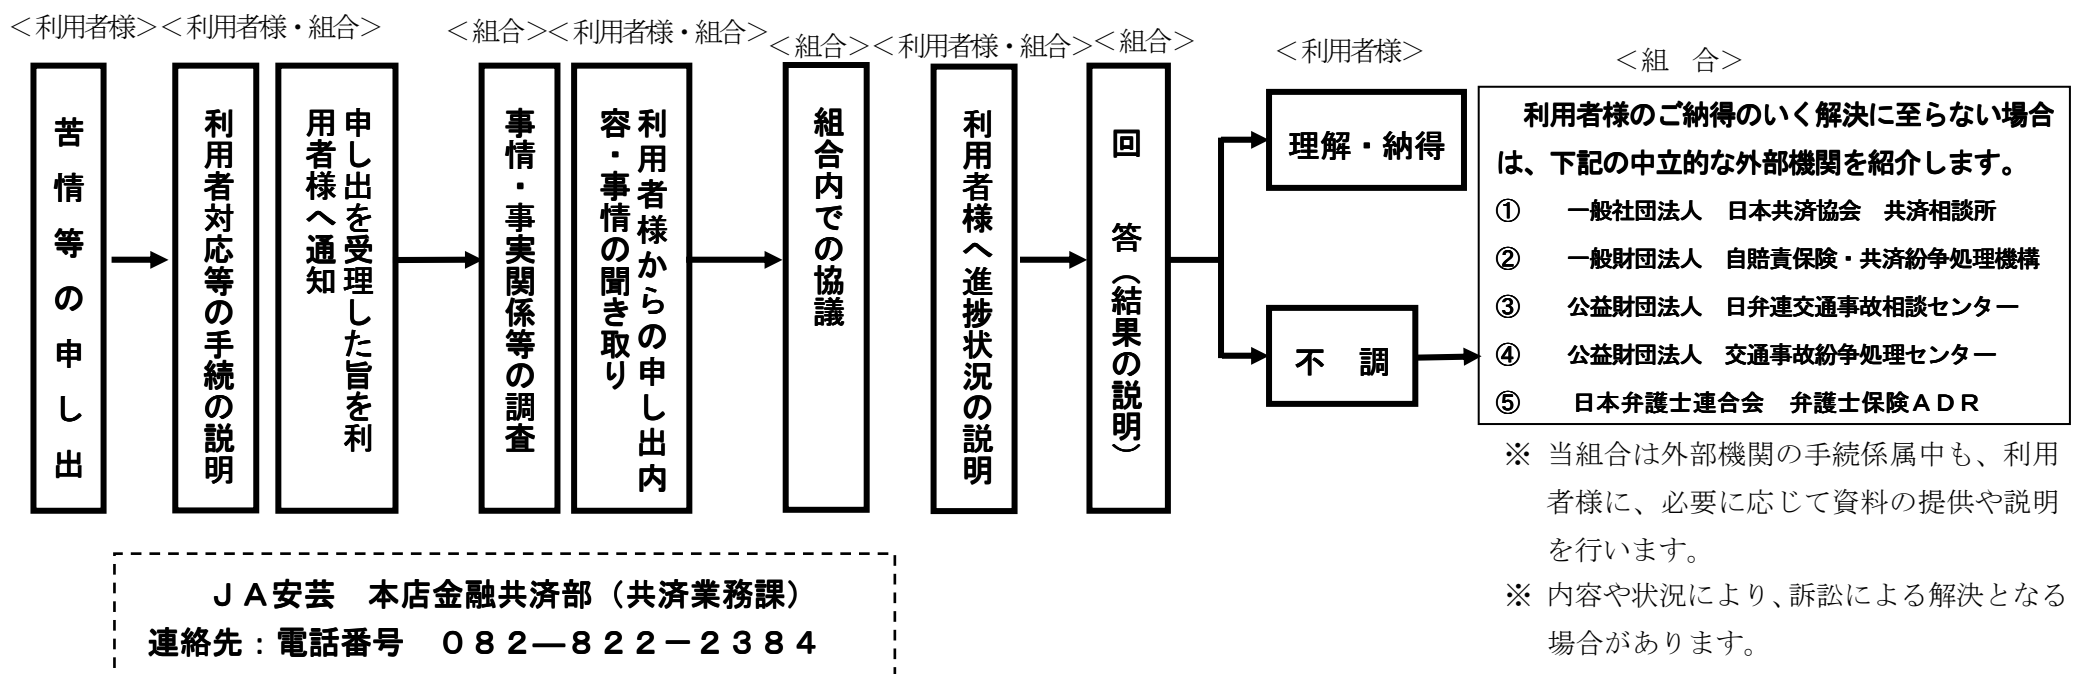 ＜利用者様＞＜利用者様・組合＞
＜組合＞＜利用者様・組合＞
＜組合＞
＜利用者様・組合＞
＜組合＞
＜利用者様＞
＜組　合＞
苦情等の申し出
利用者対応等の手続の説明
申し出を受理した旨を利
用者様へ通知
事情・事実関係等の調査
利用者様からの申し出内
容・事情の聞き取り
組合内での協議
利用者様へ進捗状況の説明
回　答（結果の説明）
理解・納得
不　調
利用者様のご納得のいく解決に至らない場合
は、下記の中立的な外部機関を紹介します。
①　一般社団法人　日本共済協会　共済相談所
②　一般財団法人　自賠責保険・共済紛争処理機構
③　公益財団法人　日弁連交通事故相談センター
④　公益財団法人　交通事故紛争処理センター
⑤　日本弁護士連合会　弁護士保険ＡＤＲ
※ 当組合は外部機関の手続係属中も、利用
者様に、必要に応じて資料の提供や説明
を行います。
※ 内容や状況により、訴訟による解決となる
場合があります。
ＪＡ安芸　本店金融共済部（共済業務課）
連絡先：電話番号　０８２―８２２－２３８４